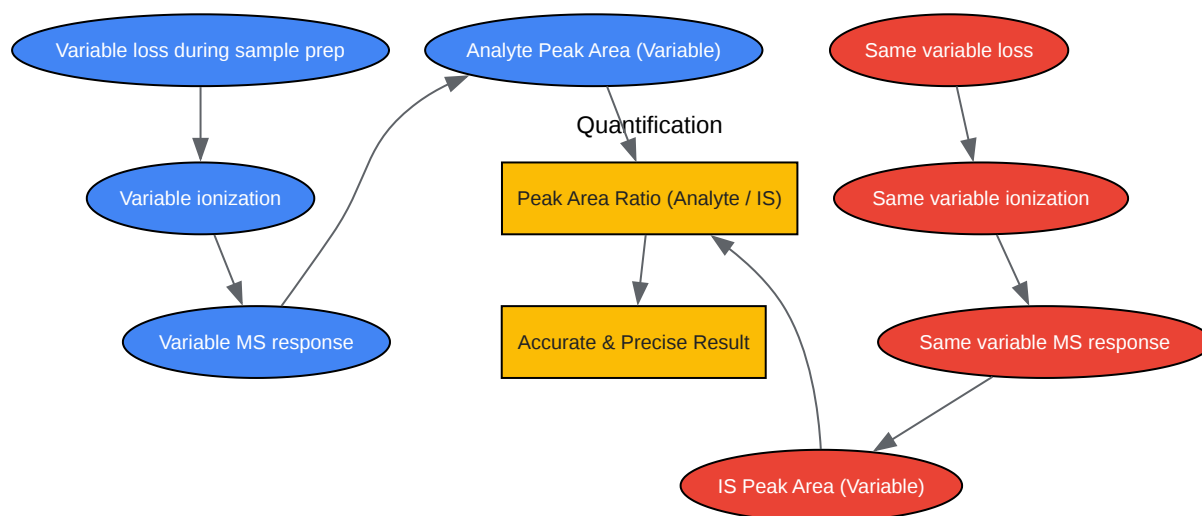 Variable loss during sample prep
Analyte Peak Area (Variable)
Same variable loss
Quantification
Variable ionization
Peak Area Ratio (Analyte / IS)
Same variable ionization
Variable MS response
Accurate & Precise Result
Same variable MS response
IS Peak Area (Variable)